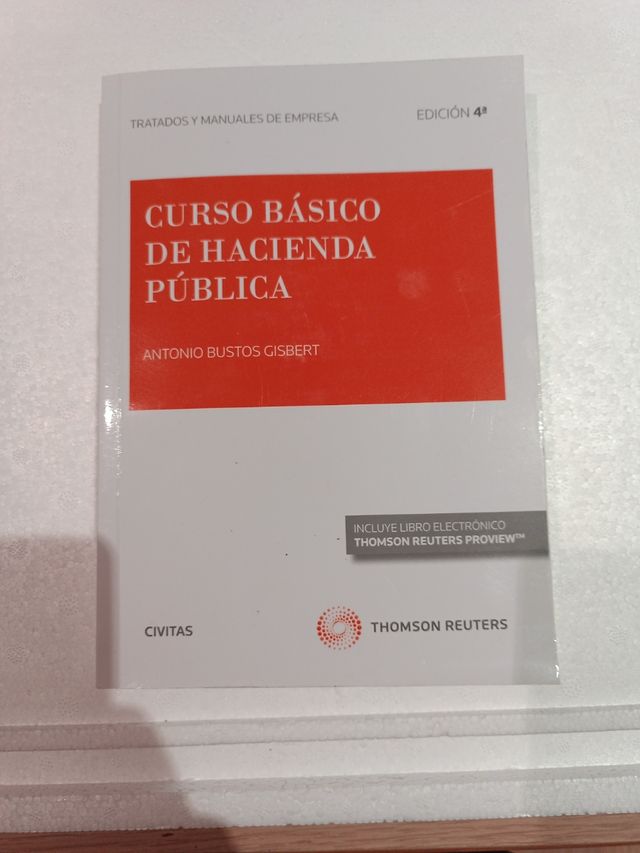 TRATADOS Y MANUALES DE EMPRESA
EDICIÓN 4ª
CURSO BÁSICO
DE HACIENDA
PÚBLICA
ANTONIO BUSTOS GISBERT
INCLUYE LIBRO ELECTRÓNICO
THOMSON REUTERS PROVIEW™
CIVITAS
THOMSON REUTERS